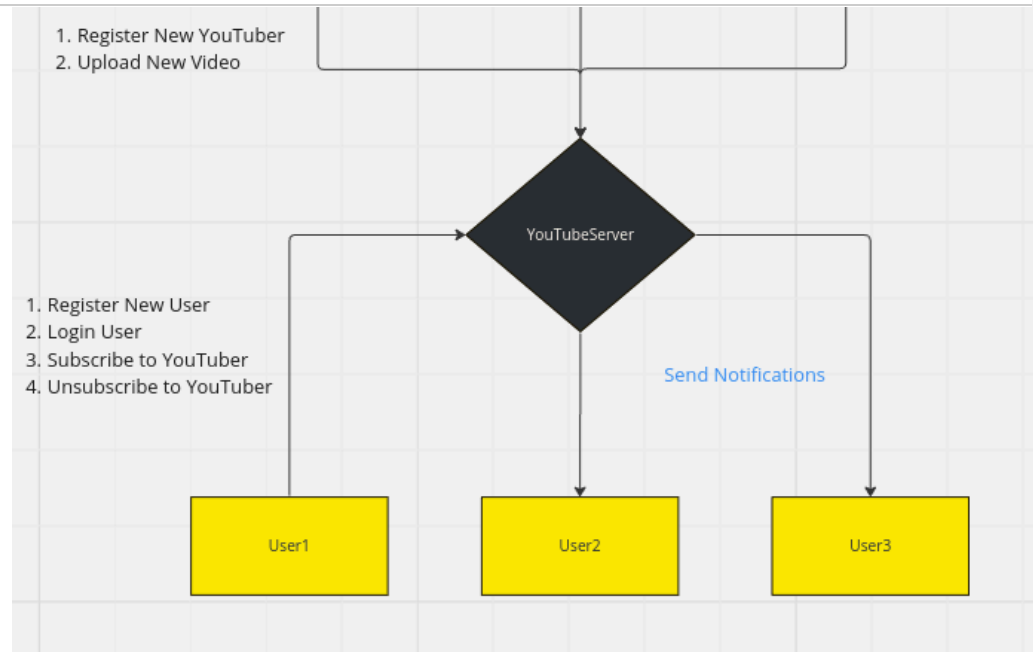 1. Register New YouTuber
2. Upload New Video
YouTubeServer
1. Register New User
2. Login User
3. Subscribe to YouTuber
4. Unsubscribe to YouTuber
Send Notifications
User1
User2
User3